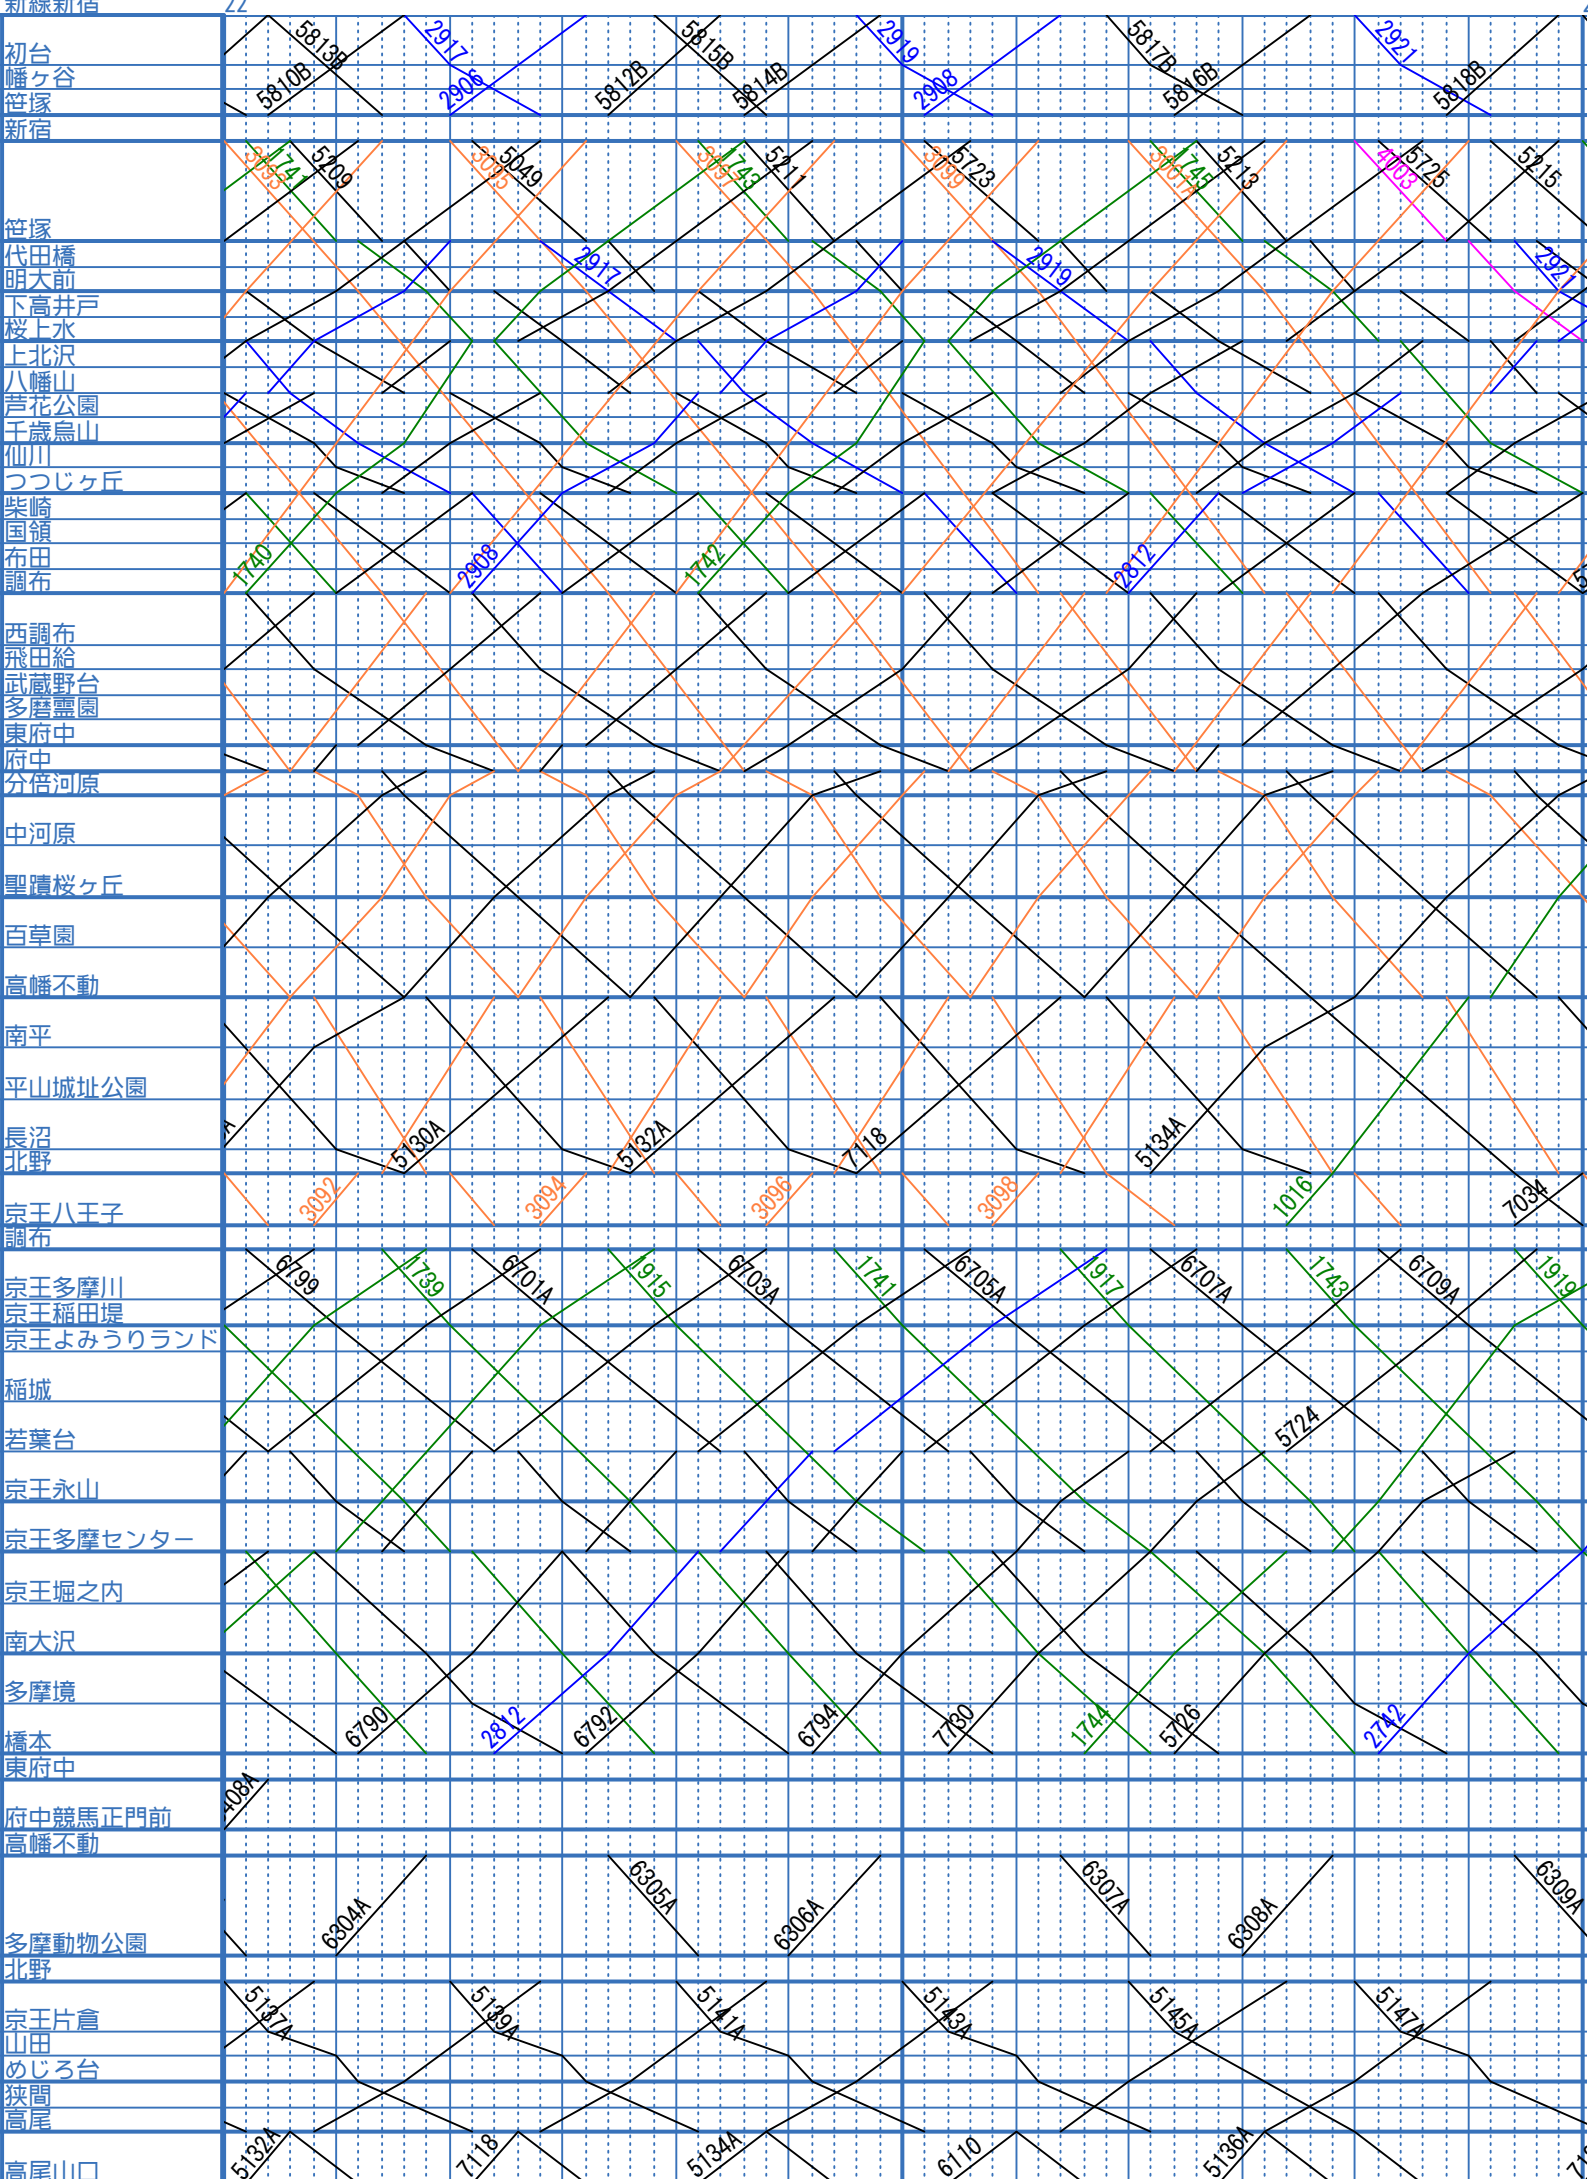 新線新宿 22
初台 5813B 2917 5815B 2919 5817B 2921
幡ヶ谷 5810B 2906 5812B 5814B 2908 5816B 5818B
笹塚
新宿
3093 1741 5209 3095 5049 3097 1743 5211 3099 5723 3001A 1745 5213 4003 5725 5215
笹塚
代田橋 2917 2919 2921
明大前
下高井戸
桜上水
上北沢
八幡山
芦花公園
千歳烏山
仙川
つつじヶ丘
柴崎
国領
布田 1740 2908 1742 2812
調布
西調布
飛田給
武蔵野台
多磨霊園
東府中
府中
分倍河原
中河原
聖蹟桜ヶ丘
百草園
高幡不動
南平
平山城址公園
長沼 A 5130A 5132A 7118 5134A
北野
京王八王子 3092 3094 3096 3098 1016 7034
調布
京王多摩川 6799 1739 6701A 1915 6703A 1741 6705A 1917 6707A 1743 6709A 1919
京王稲田堤
京王よみうりランド
稲城
若葉台 5724
京王永山
京王多摩センター
京王堀之内
南大沢
多摩境
橋本 6790 2812 6792 6794 7730 1744 5726 2742
東府中
府中競馬正門前 408A
高幡不動
6305A 6307A 6309A
多摩動物公園 6304A 6306A 6308A
北野
京王片倉 5137A 5139A 5141A 5143A 5145A 5147A
山田
めじろ台
狭間
高尾
高尾山口 5132A 7118 5134A 6110 5136A